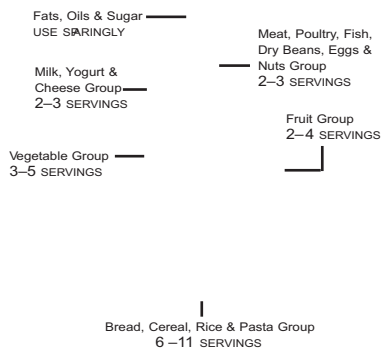 Fats, Oils & Sugar
USE SPARINGLY
Meat, Poultry, Fish,
Dry Beans, Eggs &
Nuts Group
2–3 SERVINGS
Milk, Yogurt &
Cheese Group
2–3 SERVINGS
Fruit Group
2–4 SERVINGS
Vegetable Group
3–5 SERVINGS
Bread, Cereal, Rice & Pasta Group
6 –11 SERVINGS